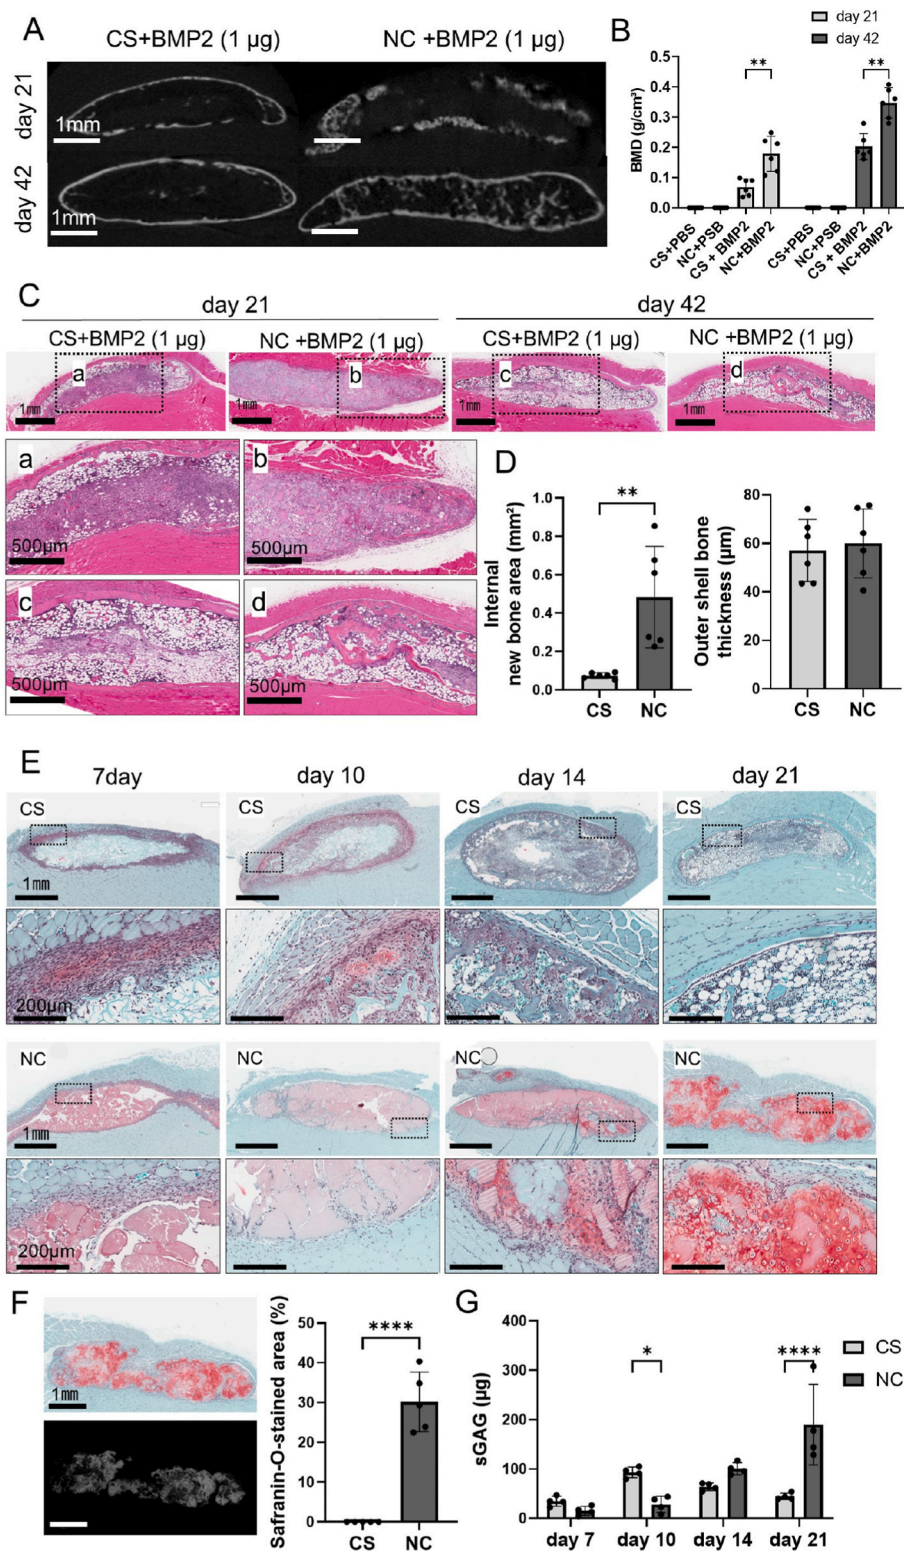 A
CS+BMP2 (1 µg)
NC +BMP2 (1 µg)
day 21
1mm
day 42
1mm
B
day 21
day 42
BMD (g/cm³)
0.5
0.4
0.3
0.2
0.1
0.0
**
**
CS+PBS
NC+PSB
CS + BMP2
NC+BMP2
CS+PBS
NC+PSB
CS + BMP2
NC+BMP2
C
day 21
day 42
CS+BMP2 (1 µg)
NC +BMP2 (1 µg)
CS+BMP2 (1 µg)
NC +BMP2 (1 µg)
a
1mm
b
1mm
c
1mm
d
1mm
a
500µm
b
500µm
c
500µm
d
500µm
D
Internal
new bone area (mm²)
1.0
0.8
0.6
0.4
0.2
0.0
**
CS
NC
Outer shell bone
thickness (µm)
80
60
40
20
0
CS
NC
E
7day
day 10
day 14
day 21
CS
1mm
CS
CS
CS
200µm
NC
1mm
NC
NC
NC
200µm
F
1mm
Safranin-O-stained area (%)
50
40
30
20
10
0
****
CS
NC
G
sGAG (µg)
400
300
200
100
0
*
****
CS
NC
day 7
day 10
day 14
day 21